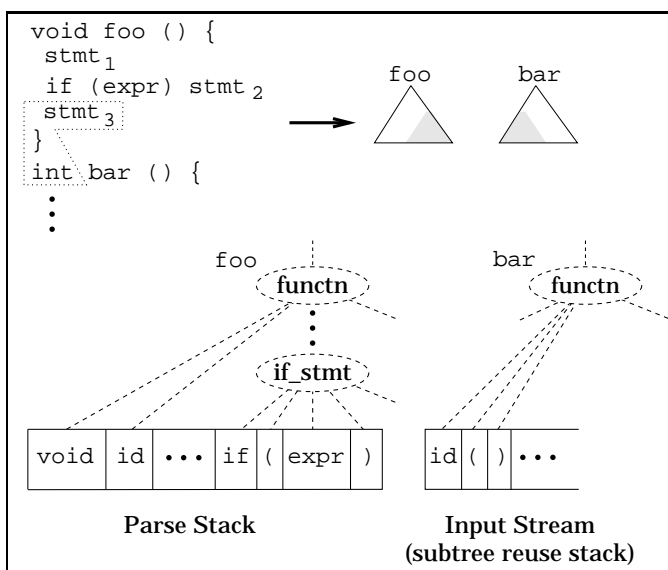 void foo () {
stmt1
if (expr) stmt2
stmt3
}
int bar () {
foo bar
foo bar
functn functn
if_stmt
void id ••• if ( expr ) id ( ) •••
Parse Stack Input Stream
(subtree reuse stack)